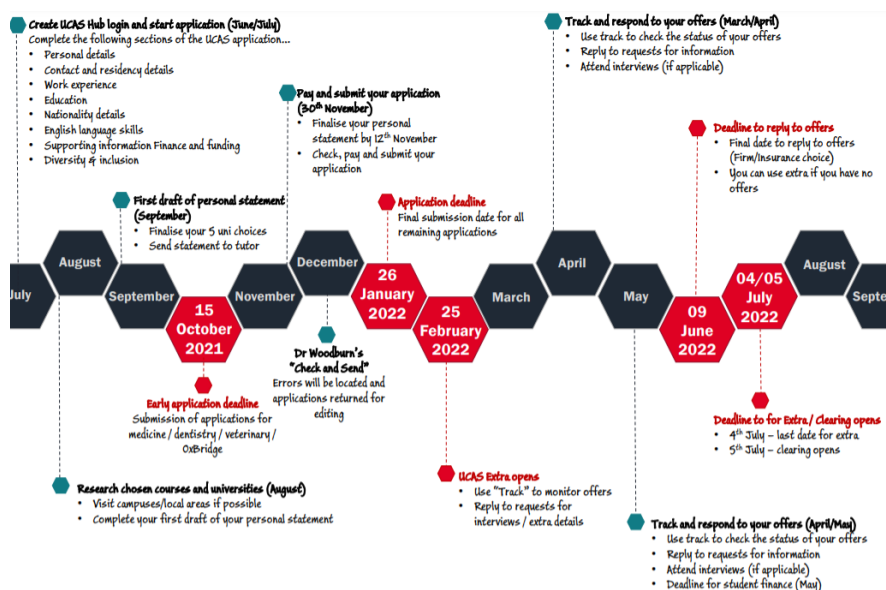 Create UCAS Hub login and start application (June/July)
Complete the following sections of the UCAS application...
• Personal details
• Contact and residency details
• Work experience
• Education
• Nationality details
• English language skills
• Supporting information Finance and funding
• Diversity & inclusion
Pay and submit your application
(30th November)
• Finalise your personal
statement by 12th November
• Check, pay and submit your
application
Track and respond to your offers (March/April)
• Use track to check the status of your offers
• Reply to requests for information
• Attend interviews (if applicable)
Deadline to reply to offers
• Final date to reply to offers
(Firm/Insurance choice)
• You can use extra if you have no
offers
First draft of personal statement
(September)
• Finalise your 5 uni choices
• Send statement to tutor
Application deadline
Final submission date for all
remaining applications
July
August
September
15
October
2021
November
December
26
January
2022
25
February
2022
March
April
May
09
June
2022
04/05
July
2022
August
Septe
Early application deadline
Submission of applications for
medicine / dentistry / veterinary /
OxBridge
Dr Woodburn's
"Check and Send"
Errors will be located and
applications returned for
editing
Deadline to for Extra / Clearing opens
• 4th July – last date for extra
• 5th July – clearing opens
Research chosen courses and universities (August)
• Visit campuses/local areas if possible
• Complete your first draft of your personal statement
UCAS Extra opens
• Use "Track" to monitor offers
• Reply to requests for
interviews / extra details
Track and respond to your offers (April/May)
• Use track to check the status of your offers
• Reply to requests for information
• Attend interviews (if applicable)
• Deadline for student finance (May)